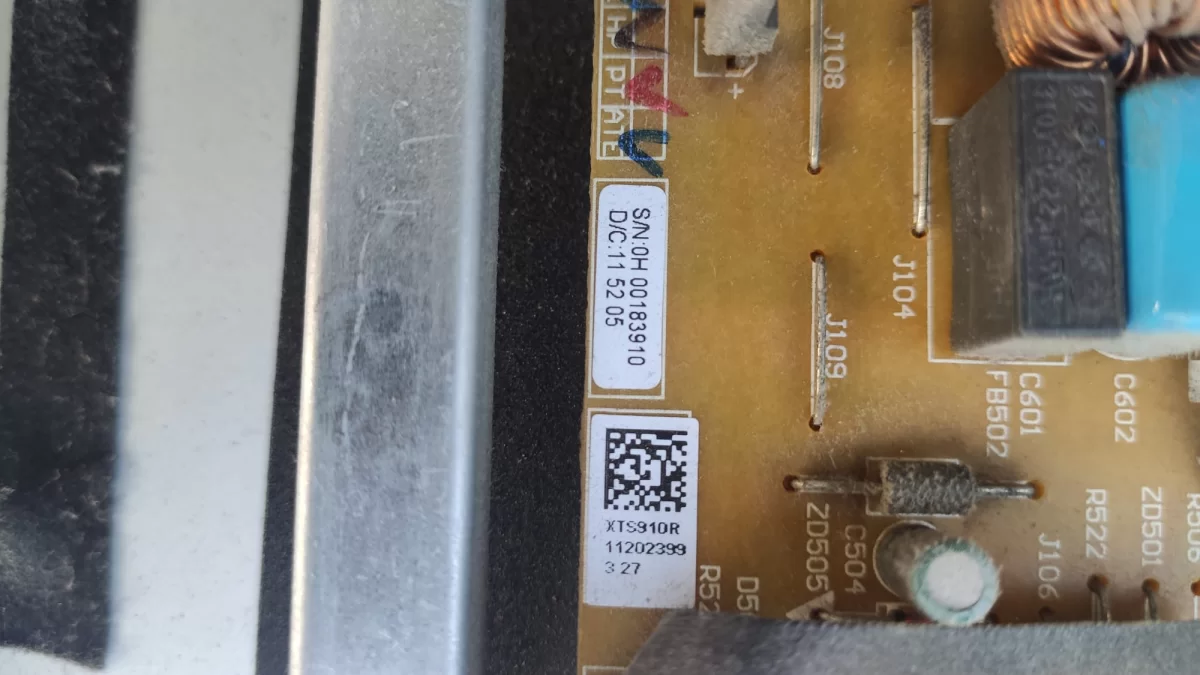 PT
ATE
+
J108
S/N:0H 00183910
D/C:11 52 05
J104
J109
C601
FB502
C602
XTS910R
11202399
3 27
ZD505
C504
J106
R522
ZD501